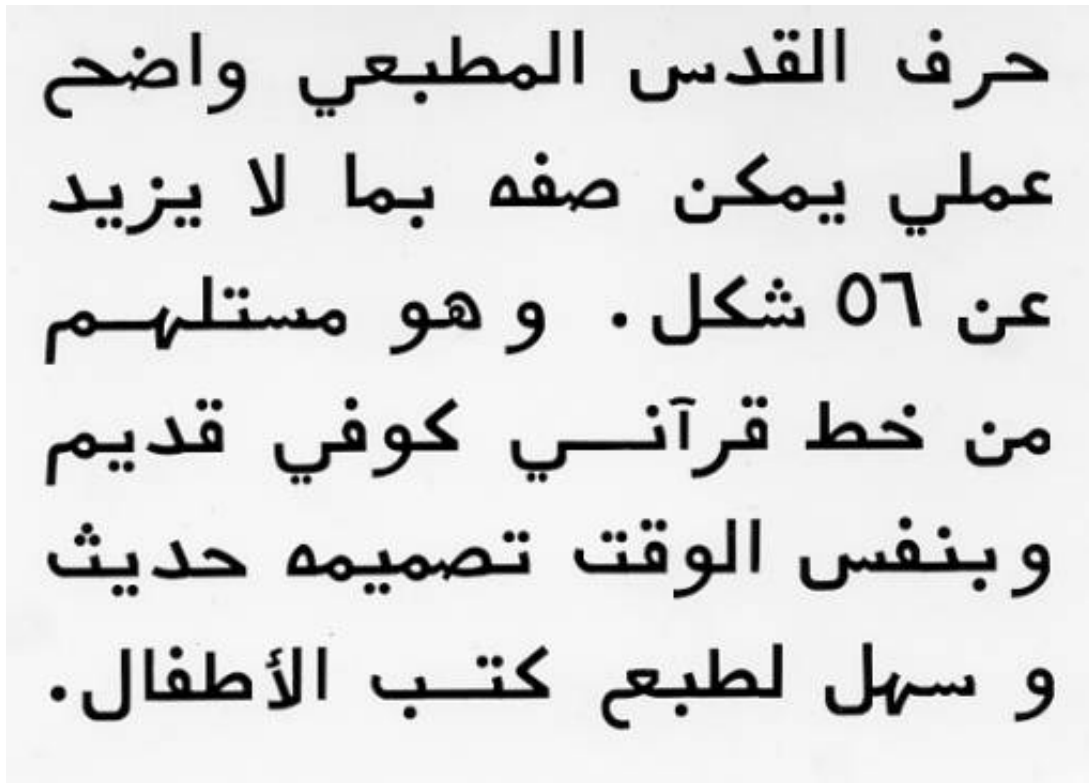 حرف القدس المطبعي واضح
عملي يمكن صفه بما لا يزيد
عن ٥٦ شكل. وهو مستلهم
من خط قرآني كوفي قديم
وبنفس الوقت تصميمه حديث
و سهل لطبع كتب الأطفال.